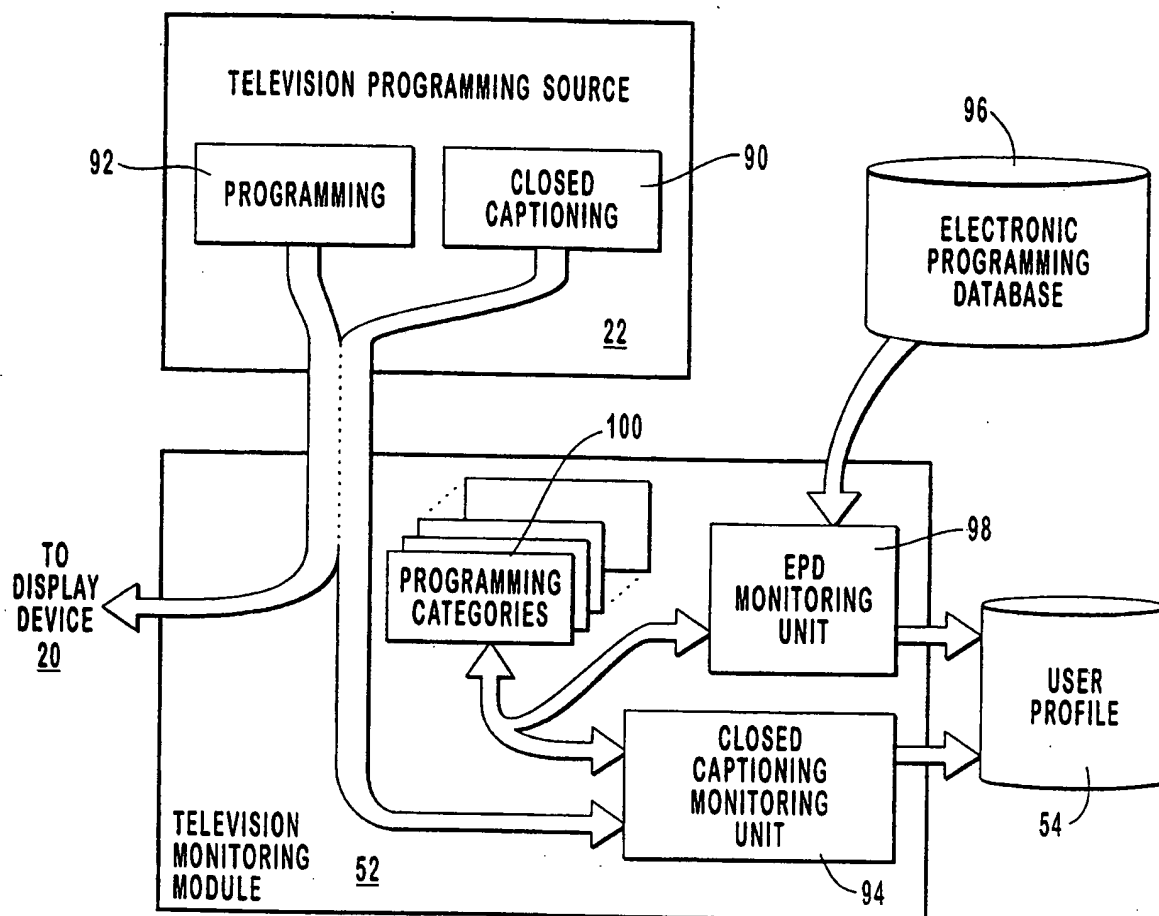 TELEVISION PROGRAMMING SOURCE
92
PROGRAMMING
CLOSED
CAPTIONING
90
22
96
ELECTRONIC
PROGRAMMING
DATABASE
100
PROGRAMMING
CATEGORIES
98
EPD
MONITORING
UNIT
TO
DISPLAY
DEVICE
20
USER
PROFILE
54
CLOSED
CAPTIONING
MONITORING
UNIT
94
TELEVISION
MONITORING
MODULE
52